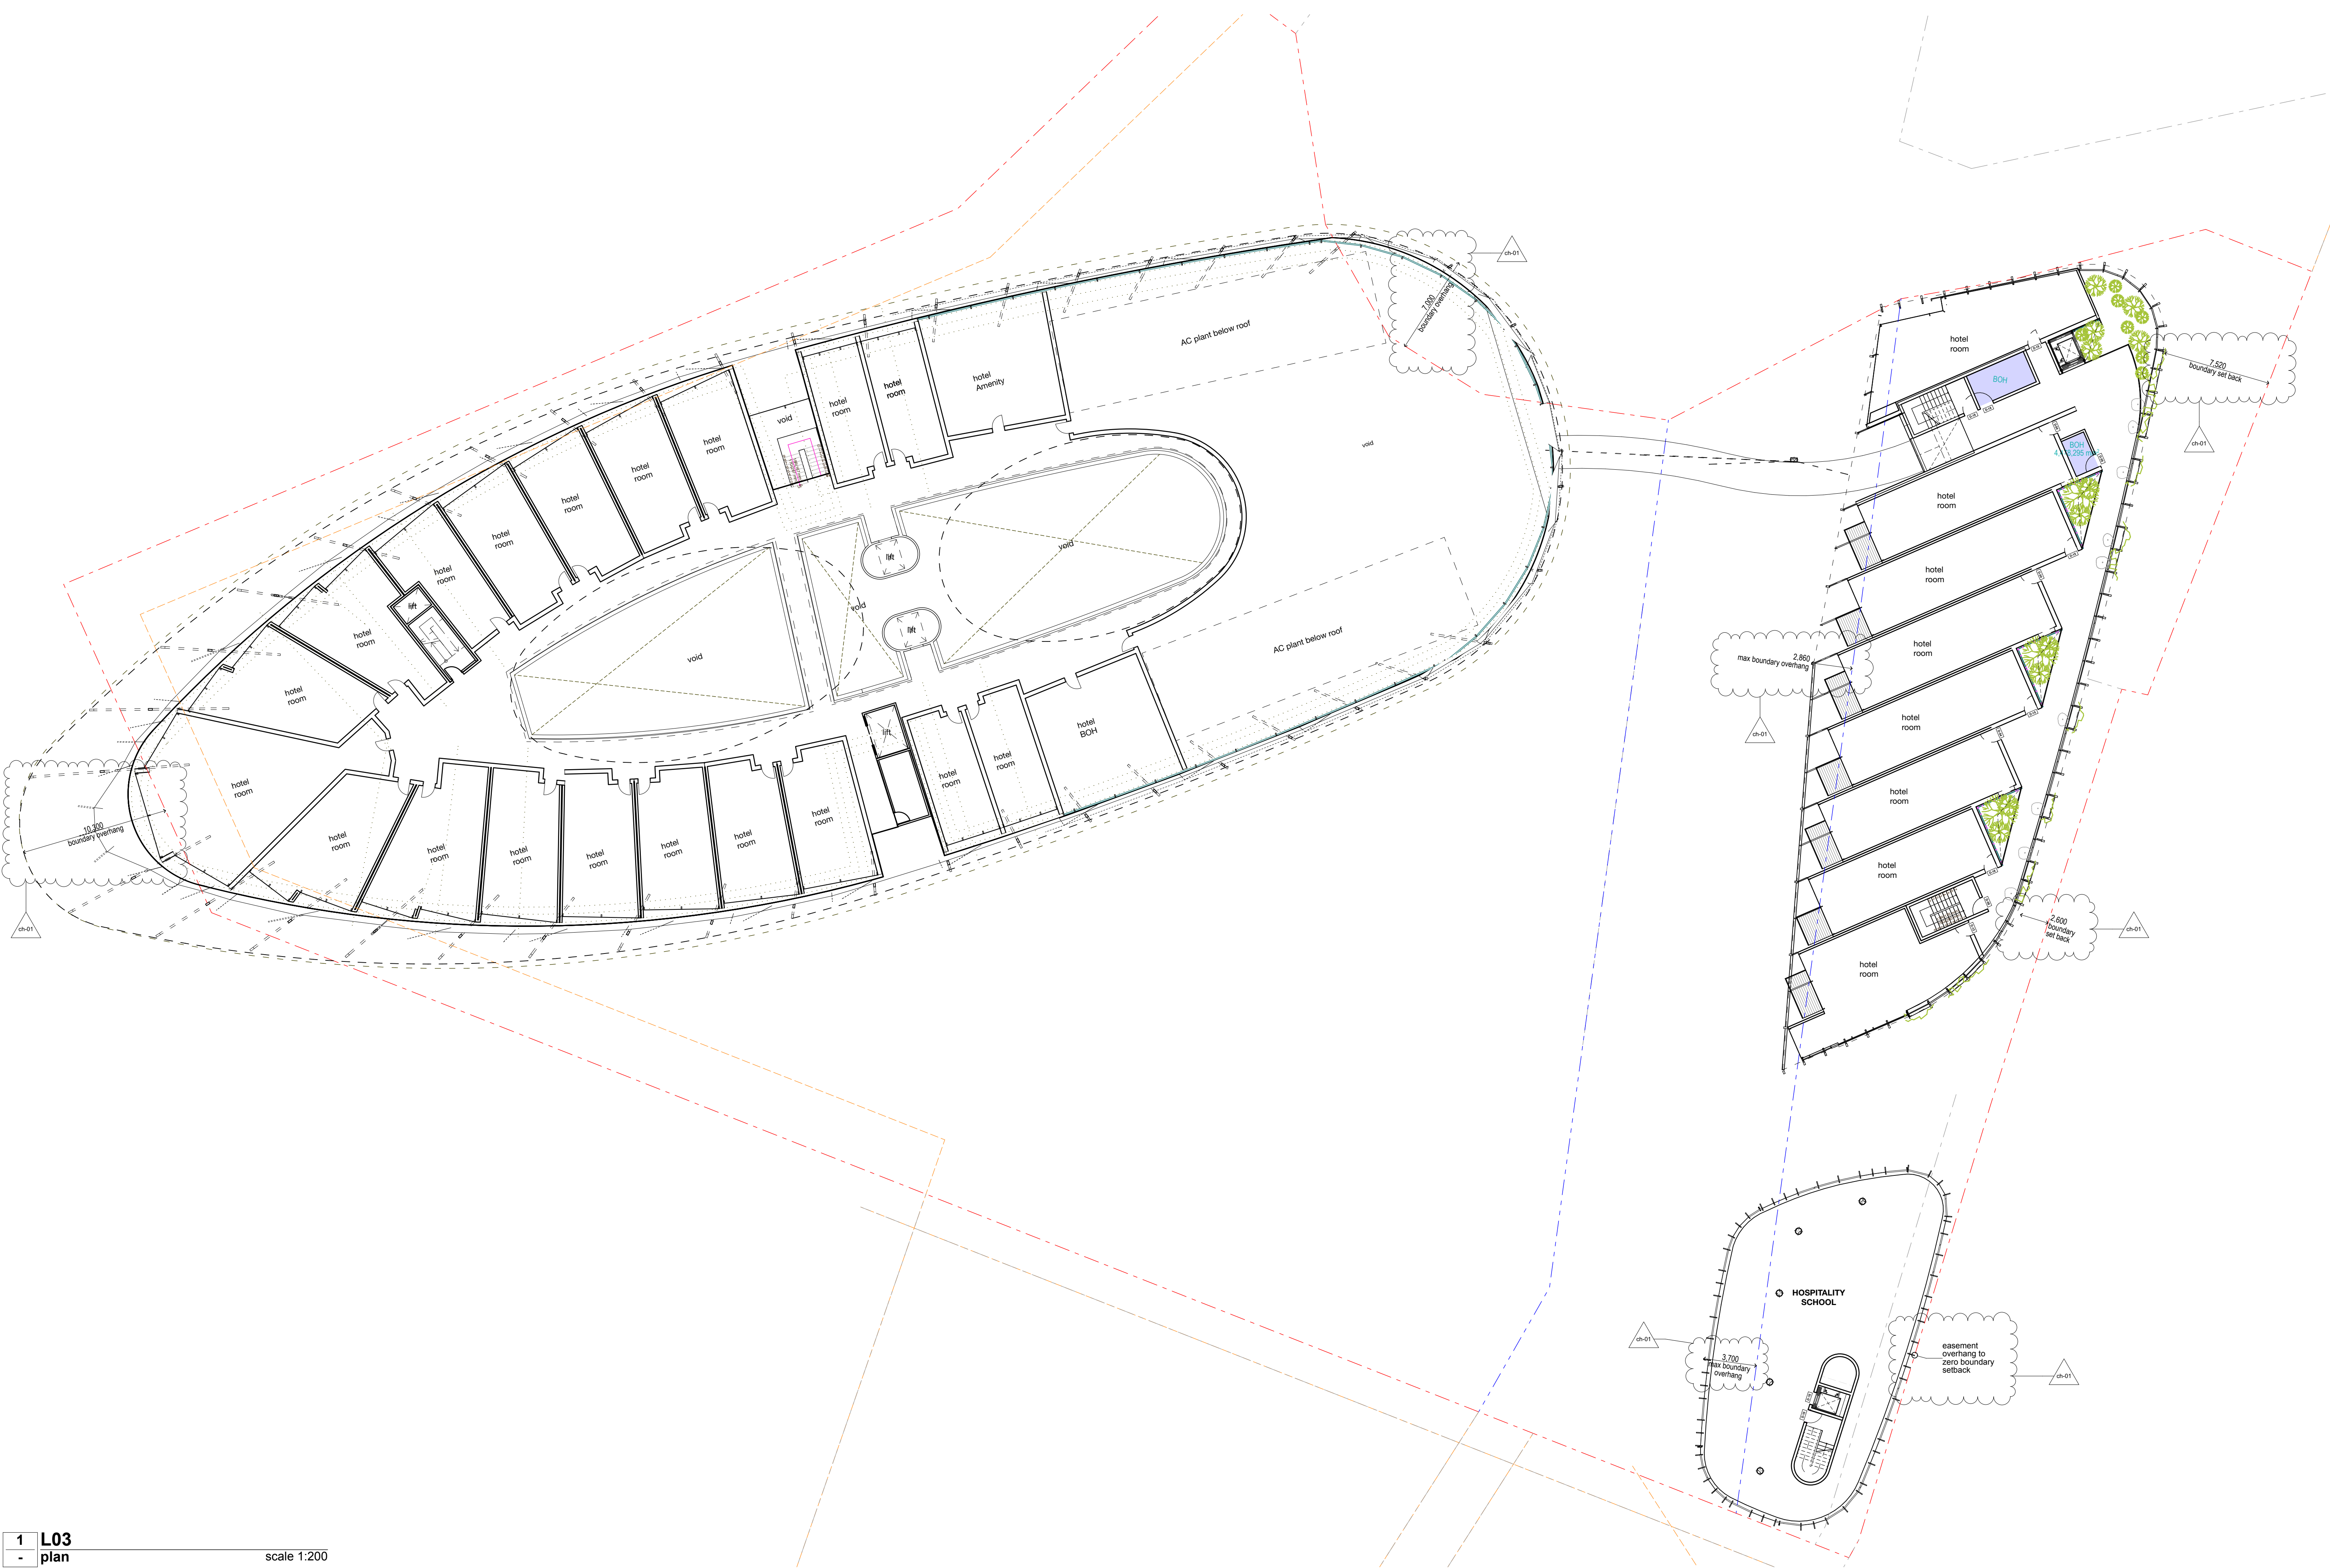 ch-01
7,000
boundary overhang
AC plant below roof
hotel
room
BOH
7,520
boundary set back
ch-01
hotel
Amenity
hotel
room
hotel
room
void
hotel
room
hotel
room
hotel
room
hotel
room
hotel
room
hotel
room
hotel
room
hotel
room
lift
lift
lift
void
void
void
void
AC plant below roof
BOH
hotel
room
hotel
room
hotel
room
hotel
room
hotel
room
hotel
room
hotel
room
2,860
max boundary overhang
ch-01
hotel
BOH
hotel
room
hotel
room
lift
hotel
room
hotel
room
hotel
room
hotel
room
hotel
room
hotel
room
hotel
room
10,300
boundary overhang
ch-01
2,600
boundary
set back
ch-01
HOSPITALITY
SCHOOL
ch-01
3,700
max boundary
overhang
easement
overhang to
zero boundary
setback
ch-01
1
-
L03
plan
scale 1:200